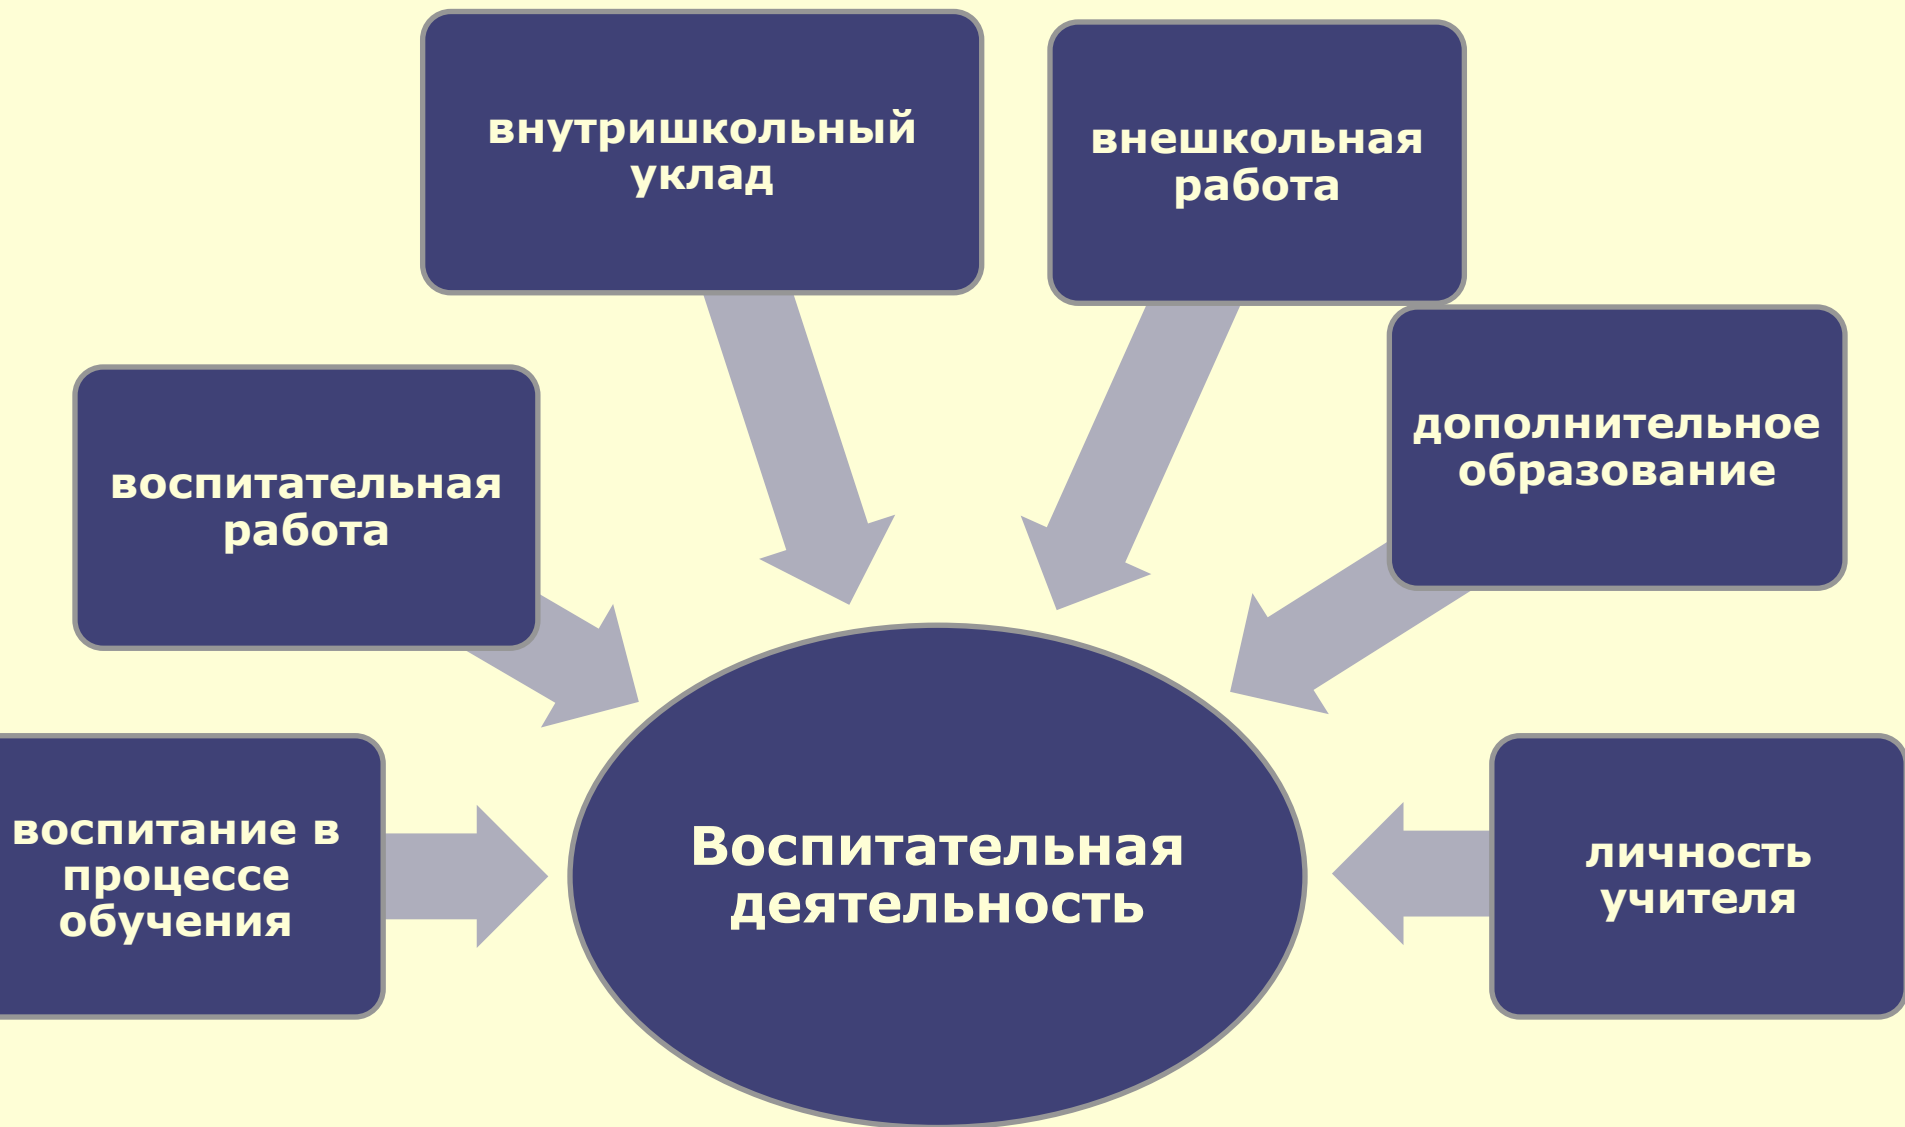 внутришкольный
уклад
внешкольная
работа
дополнительное
образование
воспитательная
работа
воспитание в
процессе
обучения
Воспитательная
деятельность
личность
учителя